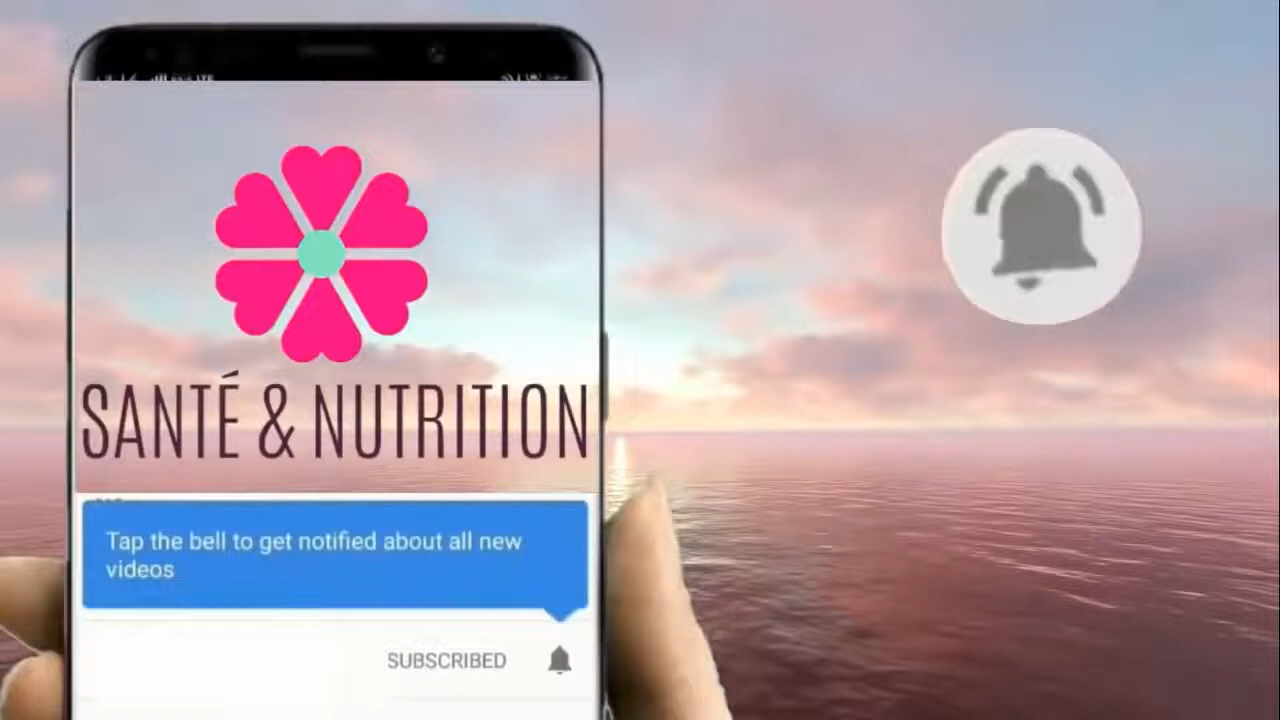 SANTÉ & NUTRITION
Tap the bell to get notified about all new
videos
SUBSCRIBED